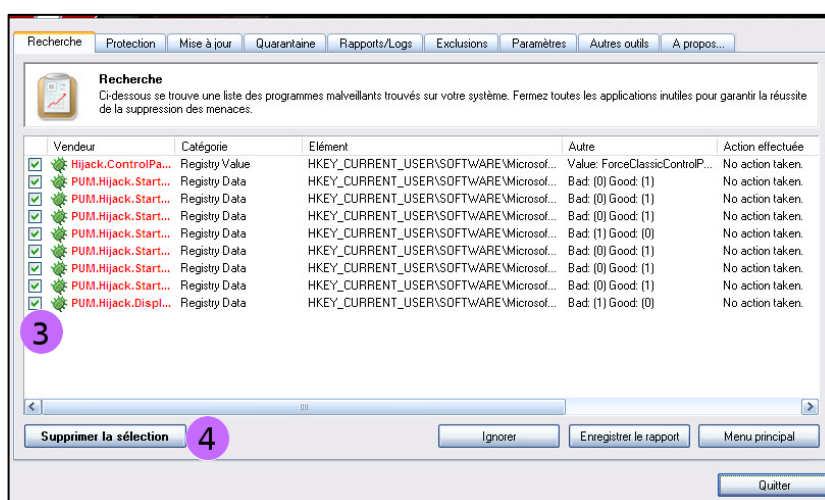 Recherche Protection Mise à jour Quarantaine Rapports/Logs Exclusions Paramètres Autres outils A propos...
Recherche
Ci-dessous se trouve une liste des programmes malveillants trouvés sur votre système. Fermez toutes les applications inutiles pour garantir la réussite
de la suppression des menaces.
Vendeur Catégorie Elément Autre Action effectuée
Hijack.ControlPa... Registry Value HKEY_CURRENT_USER\SOFTWARE\Microsof... Value: ForceClassicControlP... No action taken.
PUM.Hijack.Start... Registry Data HKEY_CURRENT_USER\SOFTWARE\Microsof... Bad: (0) Good: (1) No action taken.
PUM.Hijack.Start... Registry Data HKEY_CURRENT_USER\SOFTWARE\Microsof... Bad: (0) Good: (1) No action taken.
PUM.Hijack.Start... Registry Data HKEY_CURRENT_USER\SOFTWARE\Microsof... Bad: (0) Good: (1) No action taken.
PUM.Hijack.Start... Registry Data HKEY_CURRENT_USER\SOFTWARE\Microsof... Bad: (1) Good: (0) No action taken.
PUM.Hijack.Start... Registry Data HKEY_CURRENT_USER\SOFTWARE\Microsof... Bad: (0) Good: (1) No action taken.
PUM.Hijack.Start... Registry Data HKEY_CURRENT_USER\SOFTWARE\Microsof... Bad: (0) Good: (1) No action taken.
PUM.Hijack.Start... Registry Data HKEY_CURRENT_USER\SOFTWARE\Microsof... Bad: (0) Good: (1) No action taken.
PUM.Hijack.Displ... Registry Data HKEY_CURRENT_USER\SOFTWARE\Microsof... Bad: (1) Good: (0) No action taken.
3
Supprimer la sélection 4 Ignorer Enregistrer le rapport Menu principal
Quitter